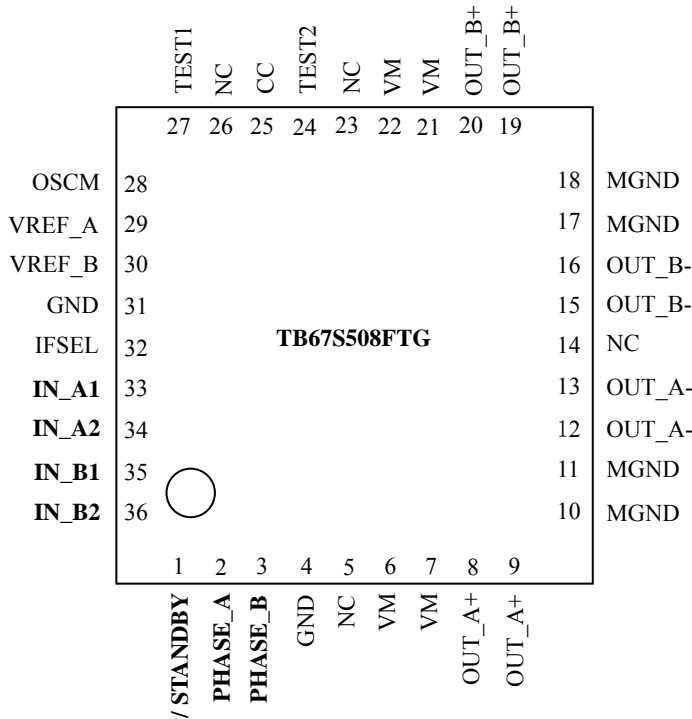 TEST1
NC
CC
TEST2
NC
VM
VM
OUT_B+
OUT_B+
27 26 25 24 23 22 21 20 19
OSCM 28 18 MGND
VREF_A 29 17 MGND
VREF_B 30 16 OUT_B-
GND 31 15 OUT_B-
IFSEL 32 TB67S508FTG 14 NC
IN_A1 33 13 OUT_A-
IN_A2 34 12 OUT_A-
IN_B1 35 11 MGND
IN_B2 36 10 MGND
1 2 3 4 5 6 7 8 9
/ STANDBY
PHASE_A
PHASE_B
GND
NC
VM
VM
OUT_A+
OUT_A+